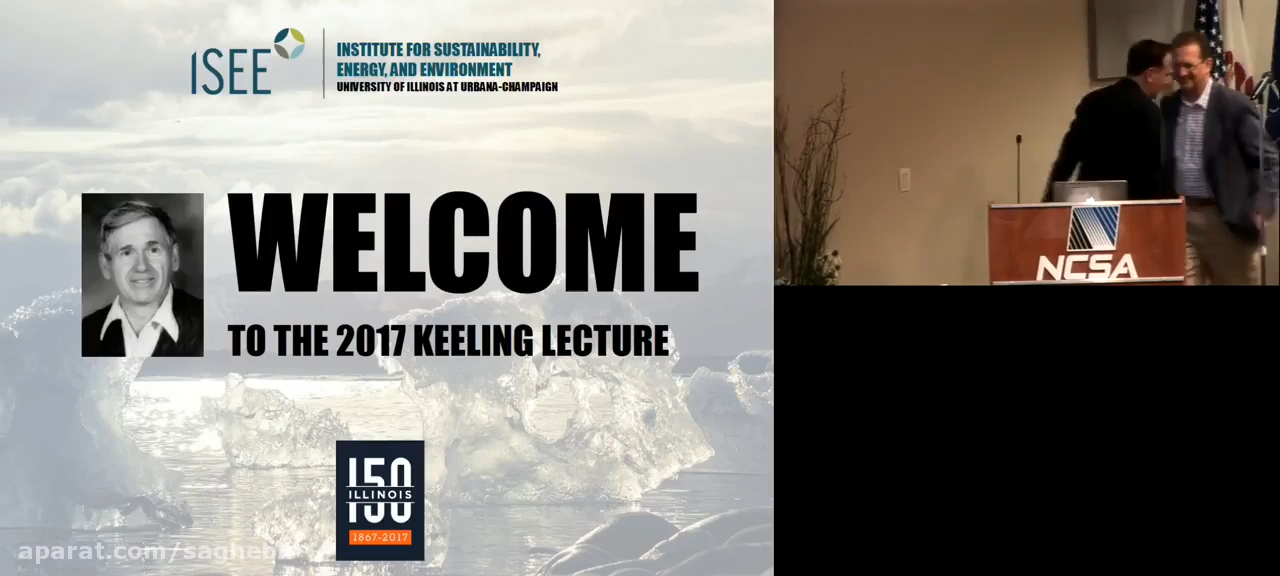 ISEE
INSTITUTE FOR SUSTAINABILITY,
ENERGY, AND ENVIRONMENT
UNIVERSITY OF ILLINOIS AT URBANA-CHAMPAIGN
WELCOME
TO THE 2017 KEELING LECTURE
150
ILLINOIS
1867-2017
NCSA